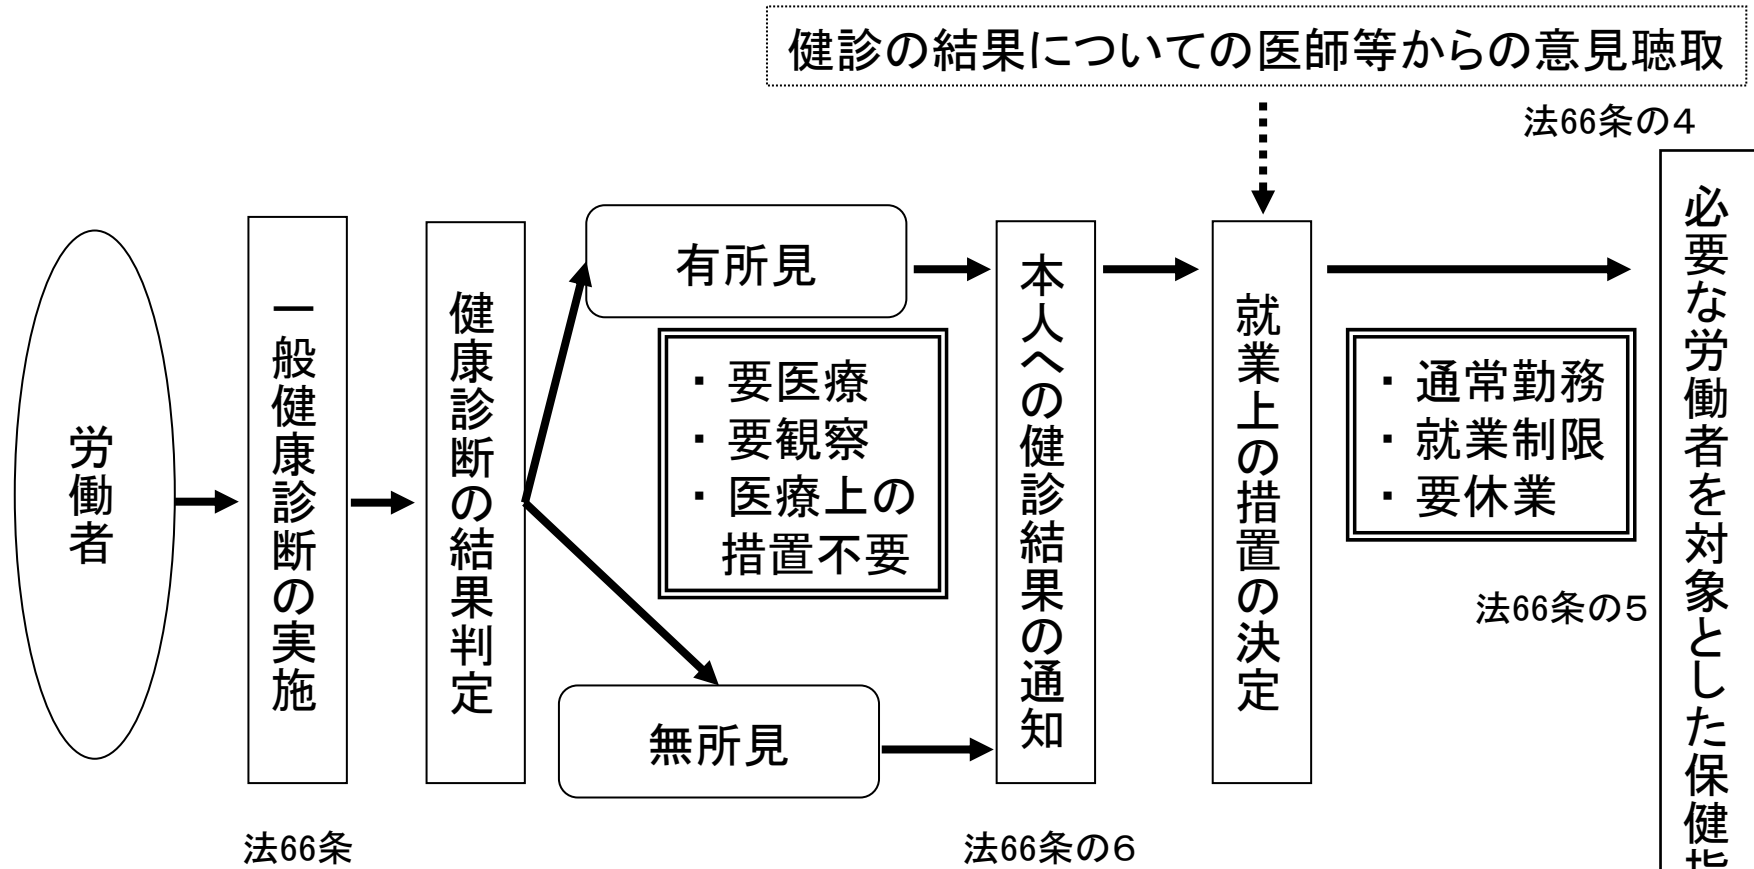 健診の結果についての医師等からの意見聴取
法66条の4
労働者
一般健康診断の実施
健康診断の結果判定
有所見
・要医療
・要観察
・医療上の
措置不要
無所見
本人への健診結果の通知
就業上の措置の決定
・通常勤務
・就業制限
・要休業
法66条の5
必要な労働者を対象とした保健指
法66条
法66条の6